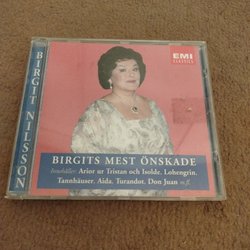 BIRGIT NILSSON
EMI
CLASSICS
BIRGITS MEST ÖNSKADE
Innehåller: Arior ur Tristan och Isolde. Lohengrin.
Tannhäuser. Aida. Turandot. Don Juan m.fl.